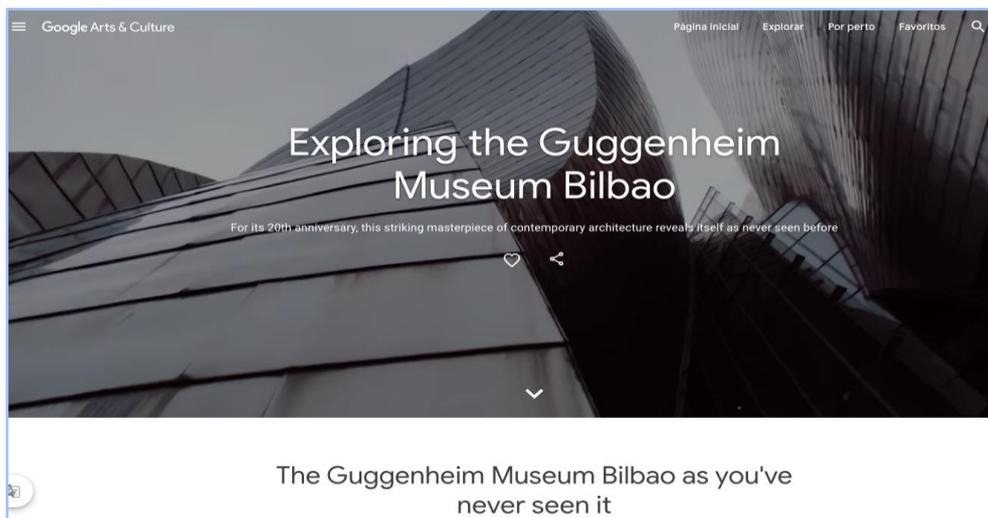 Google Arts & Culture
Página inicial Explorar Por perto Favoritos
Exploring the Guggenheim
Museum Bilbao
For its 20th anniversary, this striking masterpiece of contemporary architecture reveals itself as never seen before
The Guggenheim Museum Bilbao as you've
never seen it